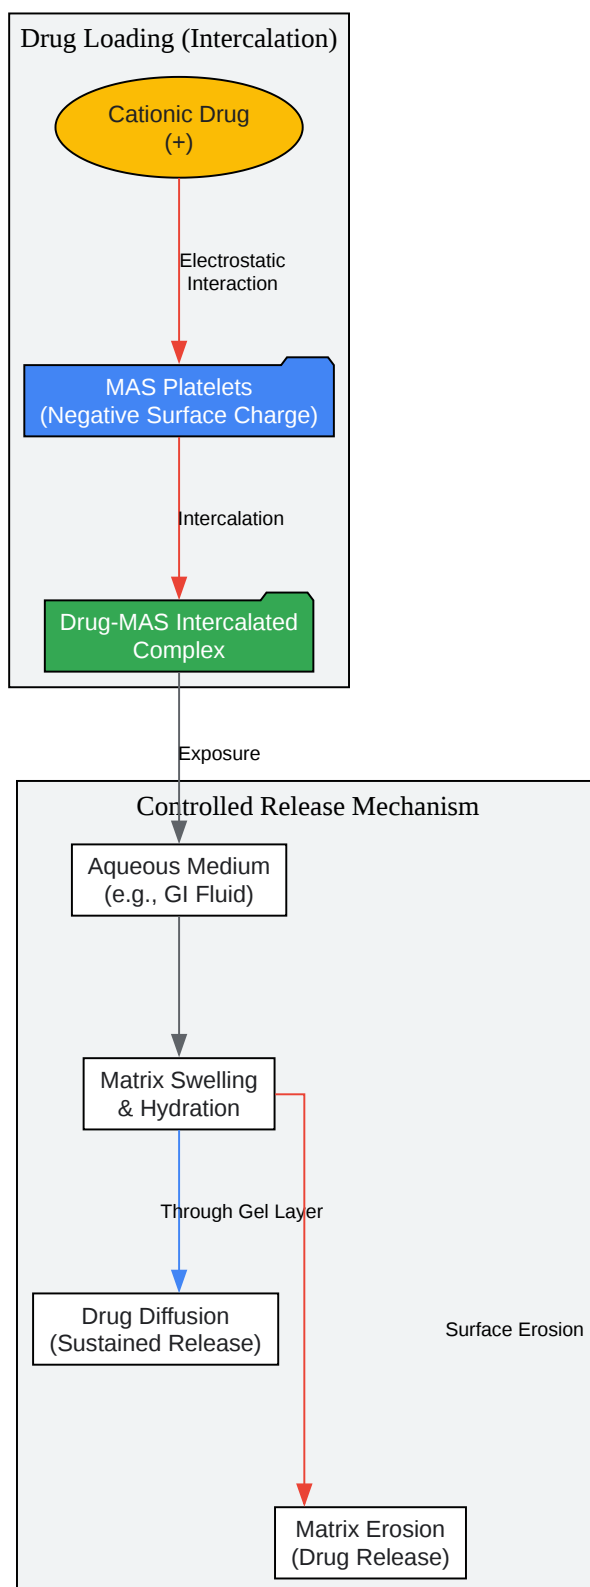 Drug Loading (Intercalation)
Cationic Drug
(+)
Electrostatic
Interaction
MAS Platelets
(Negative Surface Charge)
Intercalation
Drug-MAS Intercalated
Complex
Exposure
Controlled Release Mechanism
Aqueous Medium
(e.g., GI Fluid)
Matrix Swelling
& Hydration
Through Gel Layer
Drug Diffusion
(Sustained Release)
Surface Erosion
Matrix Erosion
(Drug Release)